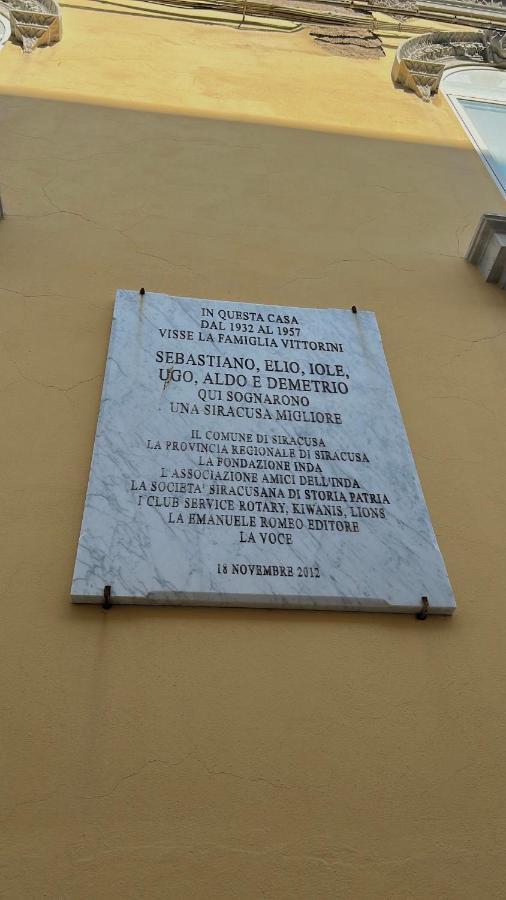 IN QUESTA CASA
DAL 1932 AL 1957
VISSE LA FAMIGLIA VITTORINI
SEBASTIANO, ELIO, IOLE,
UGO, ALDO E DEMETRIO
QUI SOGNARONO
UNA SIRACUSA MIGLIORE
IL COMUNE DI SIRACUSA
LA PROVINCIA REGIONALE DI SIRACUSA
LA FONDAZIONE INDA
L'ASSOCIAZIONE AMICI DELL'INDA
LA SOCIETA' SIRACUSANA DI STORIA PATRIA
I CLUB SERVICE ROTARY, KIWANIS, LIONS
LA EMANUELE ROMEO EDITORE
LA VOCE
18 NOVEMBRE 2012